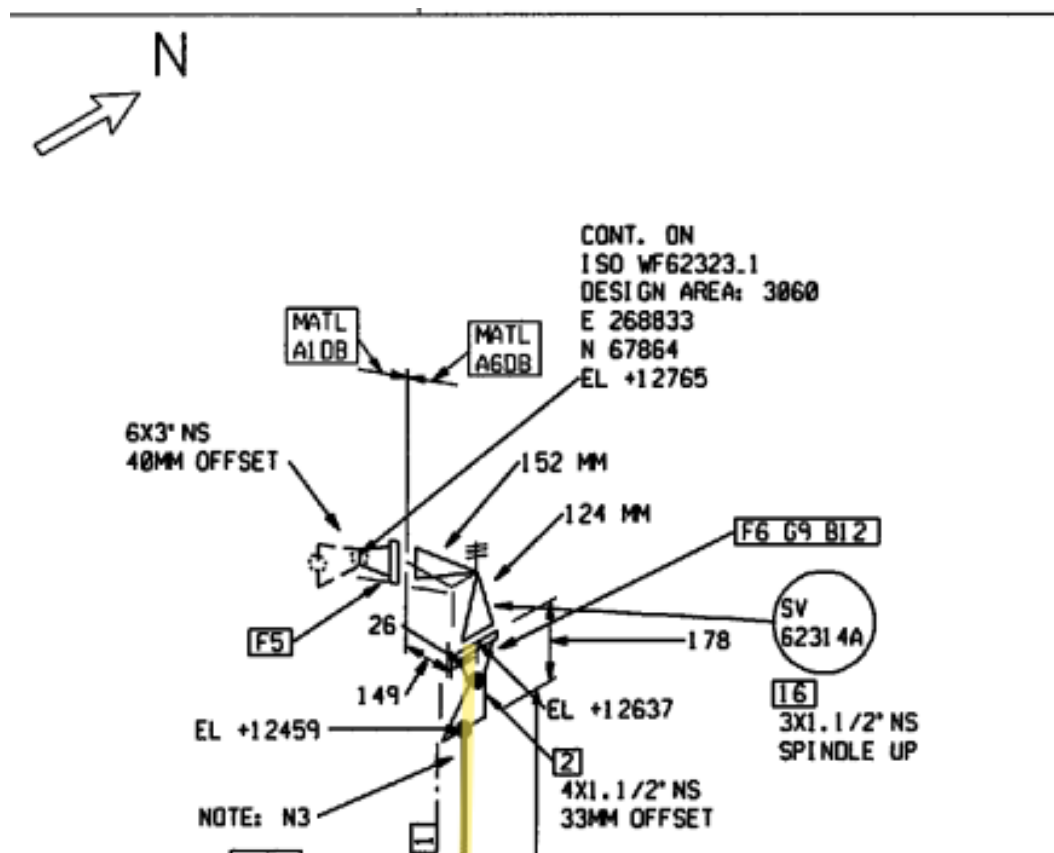 N
CONT. ON
ISO WF62323.1
DESIGN AREA: 3060
E 268833
N 67864
EL +12765
MATL
A1DB
MATL
A6DB
6X3" NS
40MM OFFSET
152 MM
124 MM
F6 G9 B12
F5
26
SV
62314A
178
149
16
EL +12637
3X1.1/2" NS
SPINDLE UP
EL +12459
2
4X1.1/2" NS
33MM OFFSET
NOTE: N3